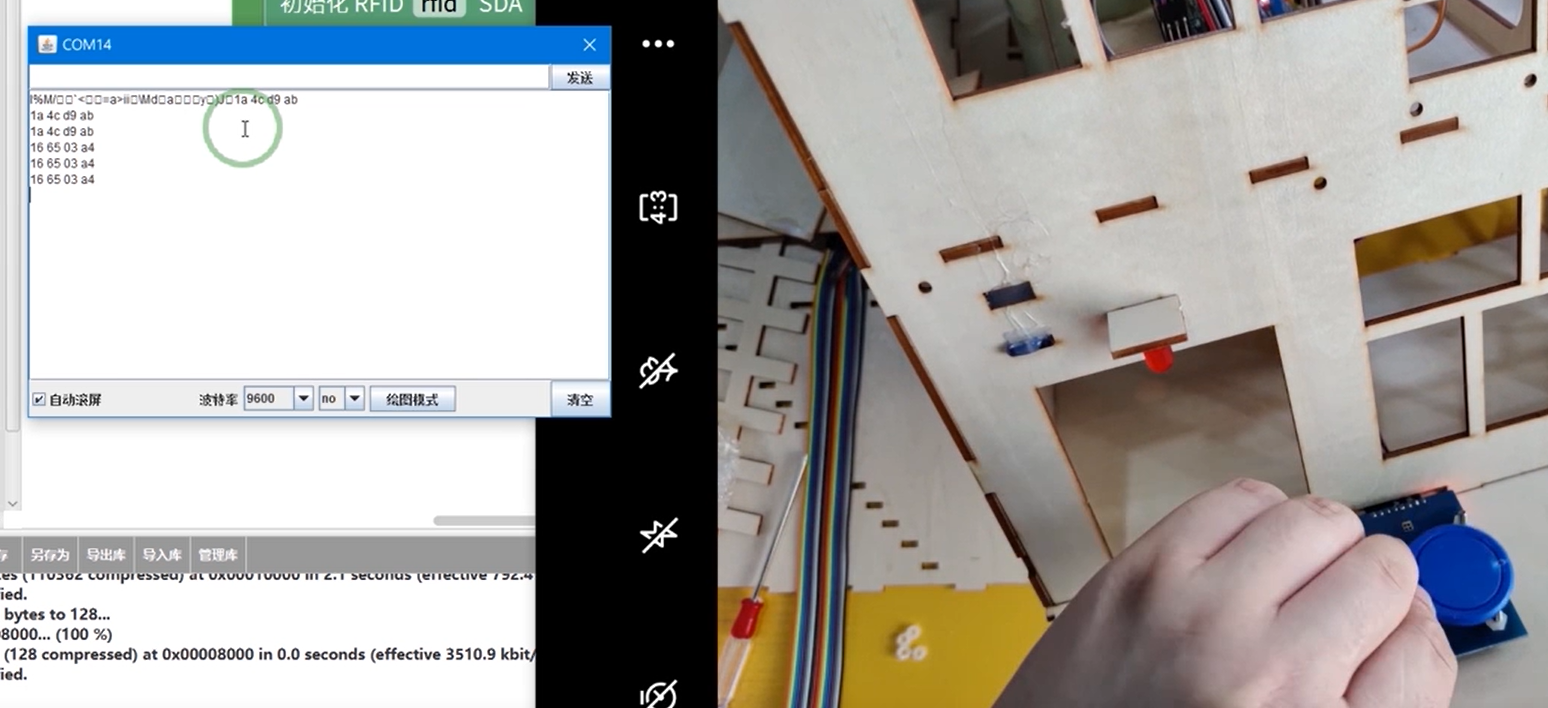 初始化 RFID rfid SDA
COM14
发送
1a 4c d9 ab
1a 4c d9 ab
1a 4c d9 ab
16 65 03 a4
16 65 03 a4
16 65 03 a4
自动滚屏 波特率 9600 no 绘图模式 清空
存 另存为 导出库 导入库 管理库
(110562 compressed) at 0x00010000 in 2.1 seconds (effective 792.4
ied.
bytes to 128...
8000... (100 %)
(128 compressed) at 0x00008000 in 0.0 seconds (effective 3510.9 kbit/
ied.
4:3